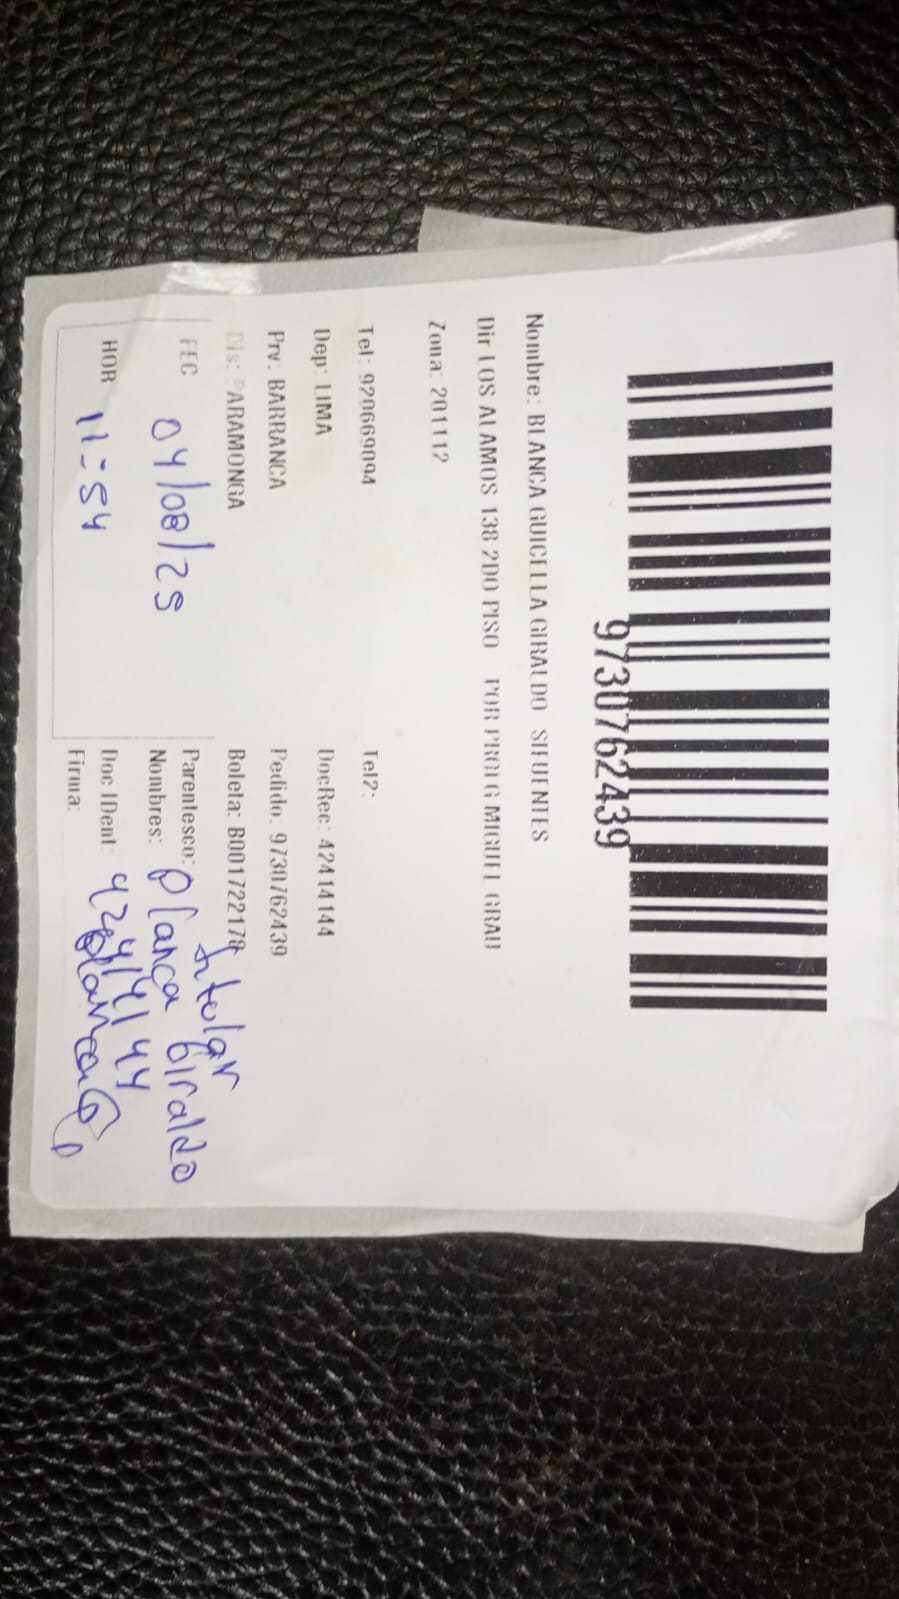 9730762439
Nombre: BLANCA GUICELLA GIRALDO SIFUENTES
Dir LOS ALAMOS 138 2DO PISO POR PROLG MIGUEL GRAU
Zona: 201112
Tel: 920669094 Tel2:
Dep: LIMA DocRec: 42414144
Prv: BARRANCA Pedido: 9730762439
Dis: PARAMONGA Boleta: B001722178
FEC 04/08/25 Parentesco: titular
Nombres: Blanca Giraldo
HOR 11:54 Doc IDent: 42414144
Firma: Blanca G